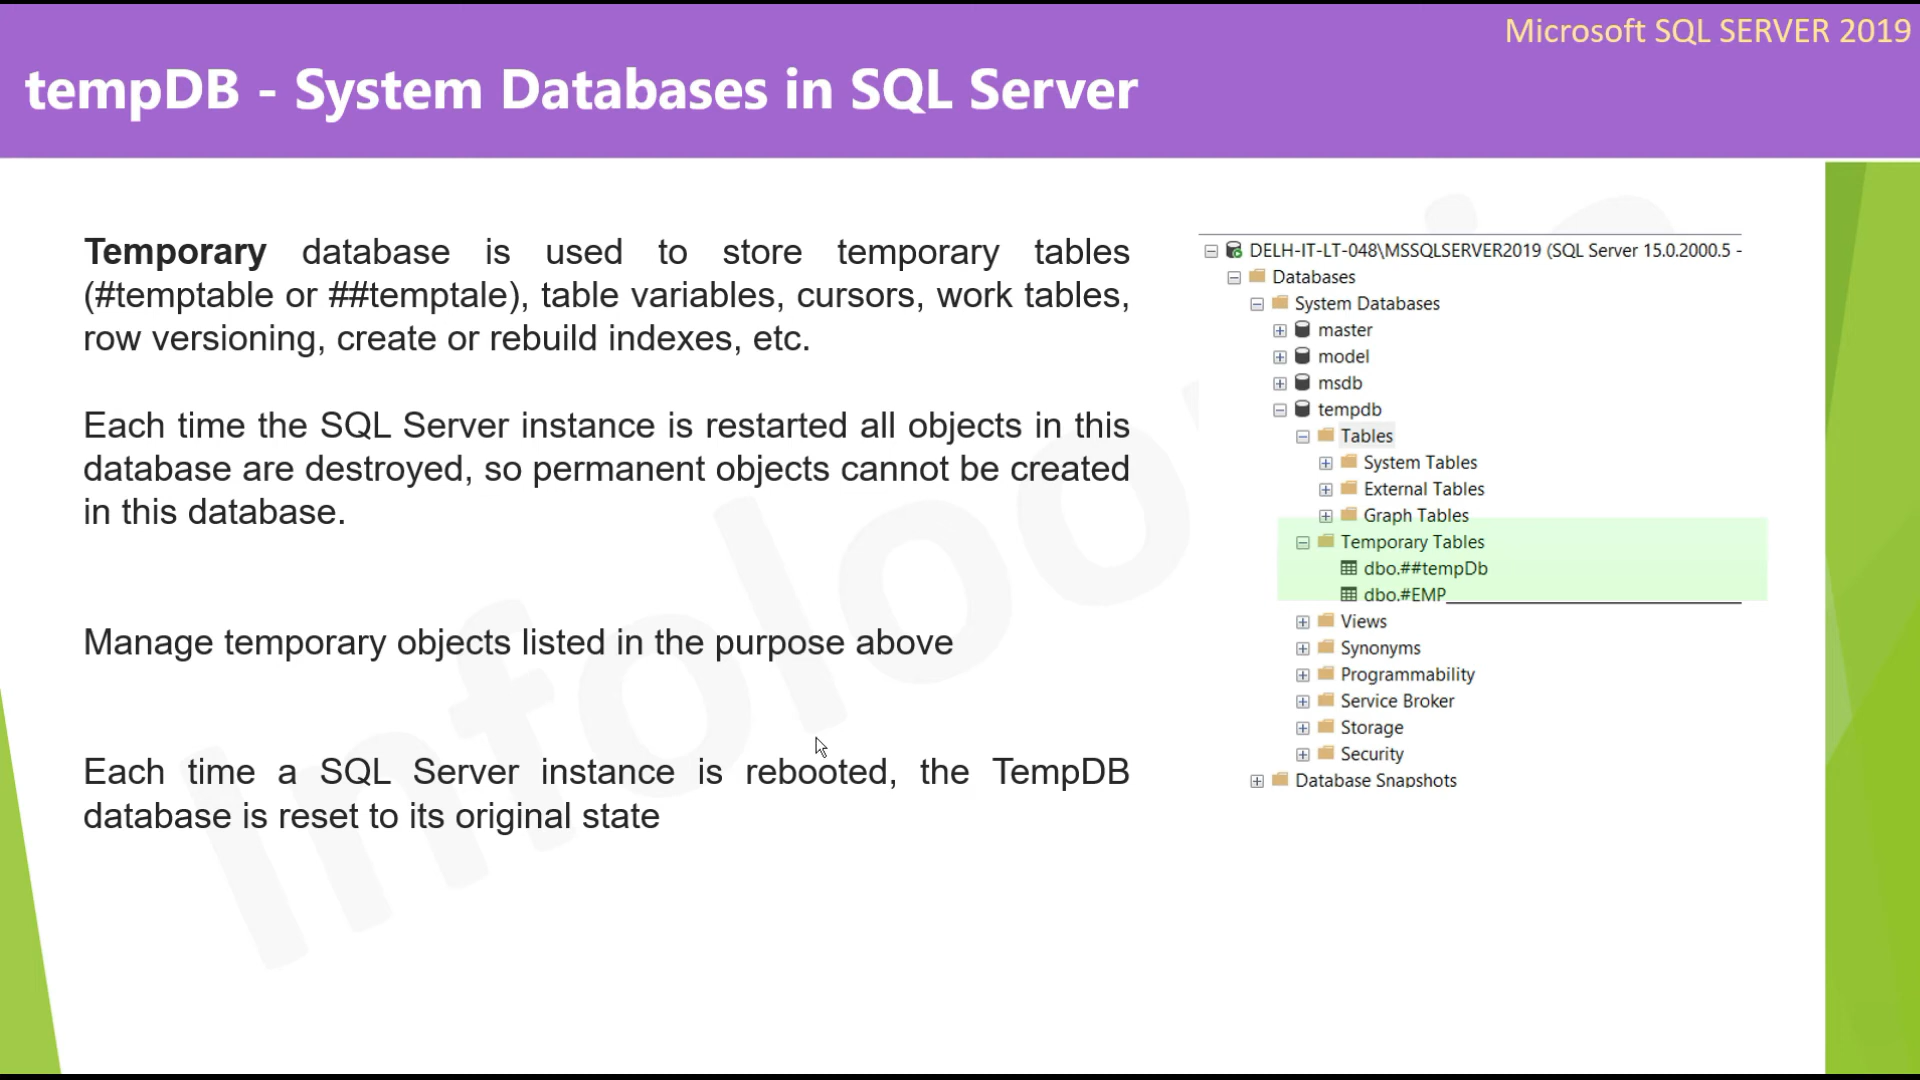 Microsoft SQL SERVER 2019
tempDB - System Databases in SQL Server
Temporary database is used to store temporary tables
(#temptable or ##temptale), table variables, cursors, work tables,
row versioning, create or rebuild indexes, etc.
Each time the SQL Server instance is restarted all objects in this
database are destroyed, so permanent objects cannot be created
in this database.
Manage temporary objects listed in the purpose above
Each time a SQL Server instance is rebooted, the TempDB
database is reset to its original state
DELH-IT-LT-048\MSSQLSERVER2019 (SQL Server 15.0.2000.5 -
Databases
System Databases
master
model
msdb
tempdb
Tables
System Tables
External Tables
Graph Tables
Temporary Tables
dbo.##tempDb
dbo.#EMP
Views
Synonyms
Programmability
Service Broker
Storage
Security
Database Snapshots